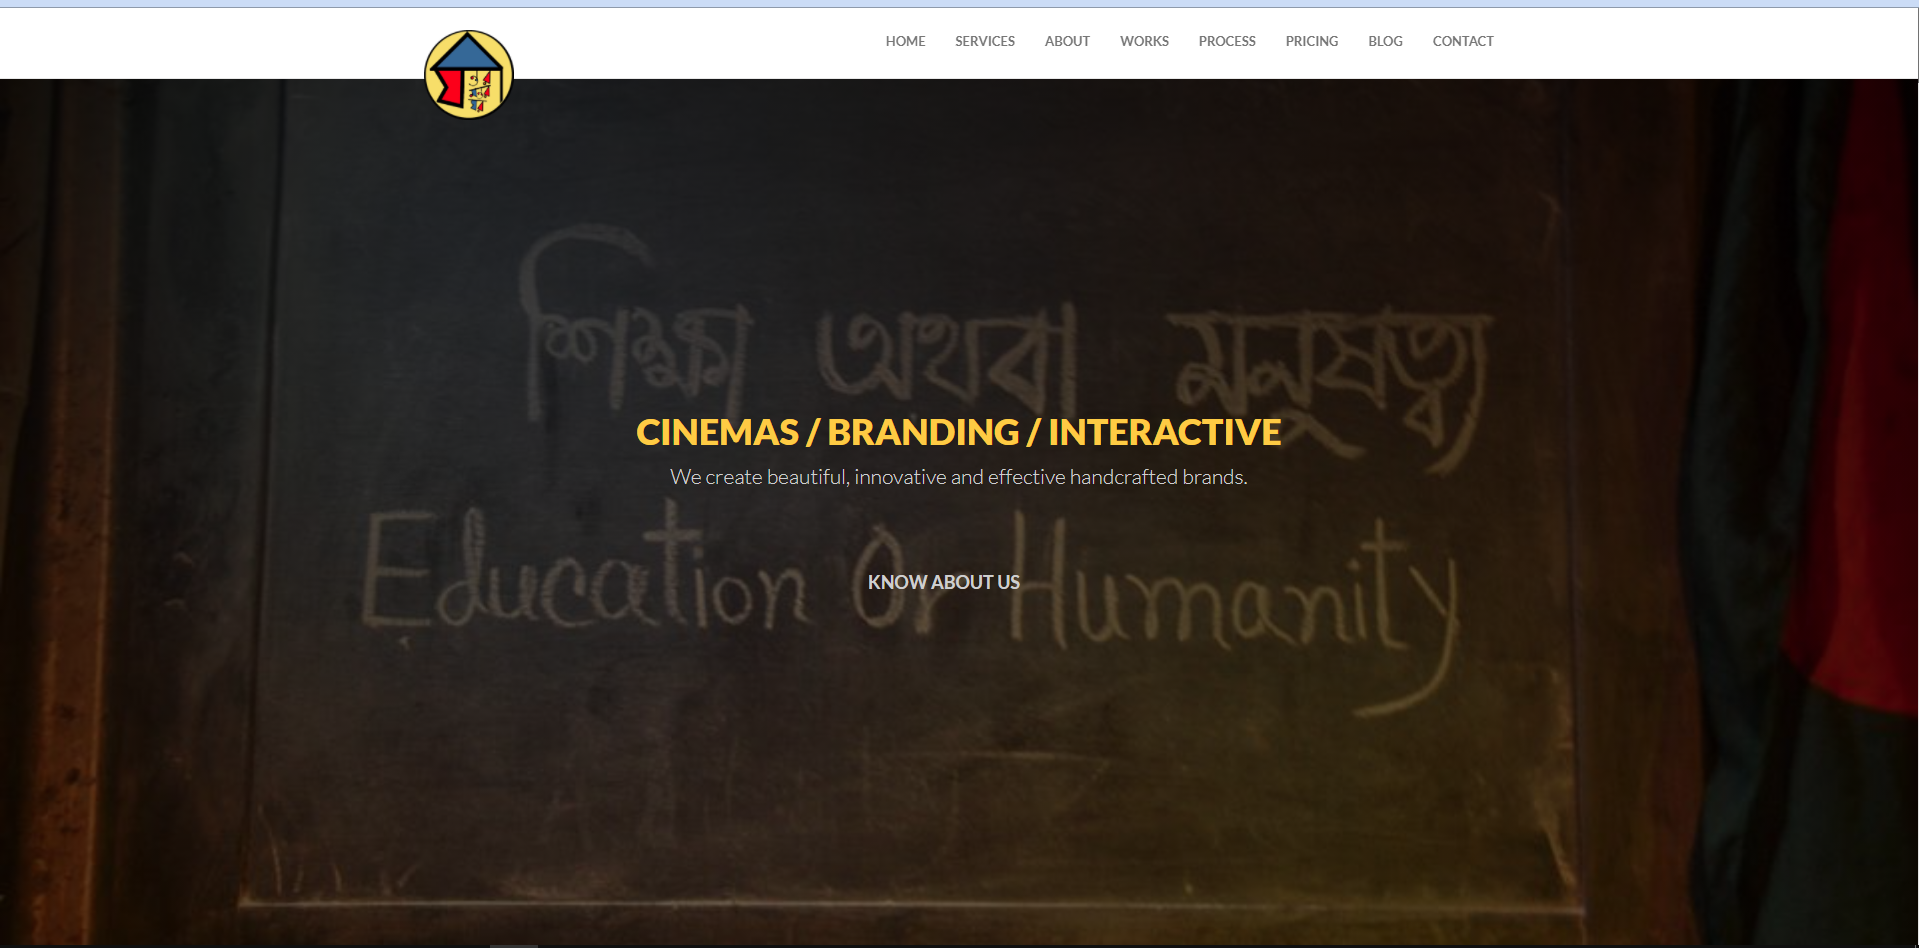 HOME SERVICES ABOUT WORKS PROCESS PRICING BLOG CONTACT
শিক্ষা অথবা মনুষ্যত্ব
CINEMAS / BRANDING / INTERACTIVE
We create beautiful, innovative and effective handcrafted brands.
Education Or Humanity
KNOW ABOUT US